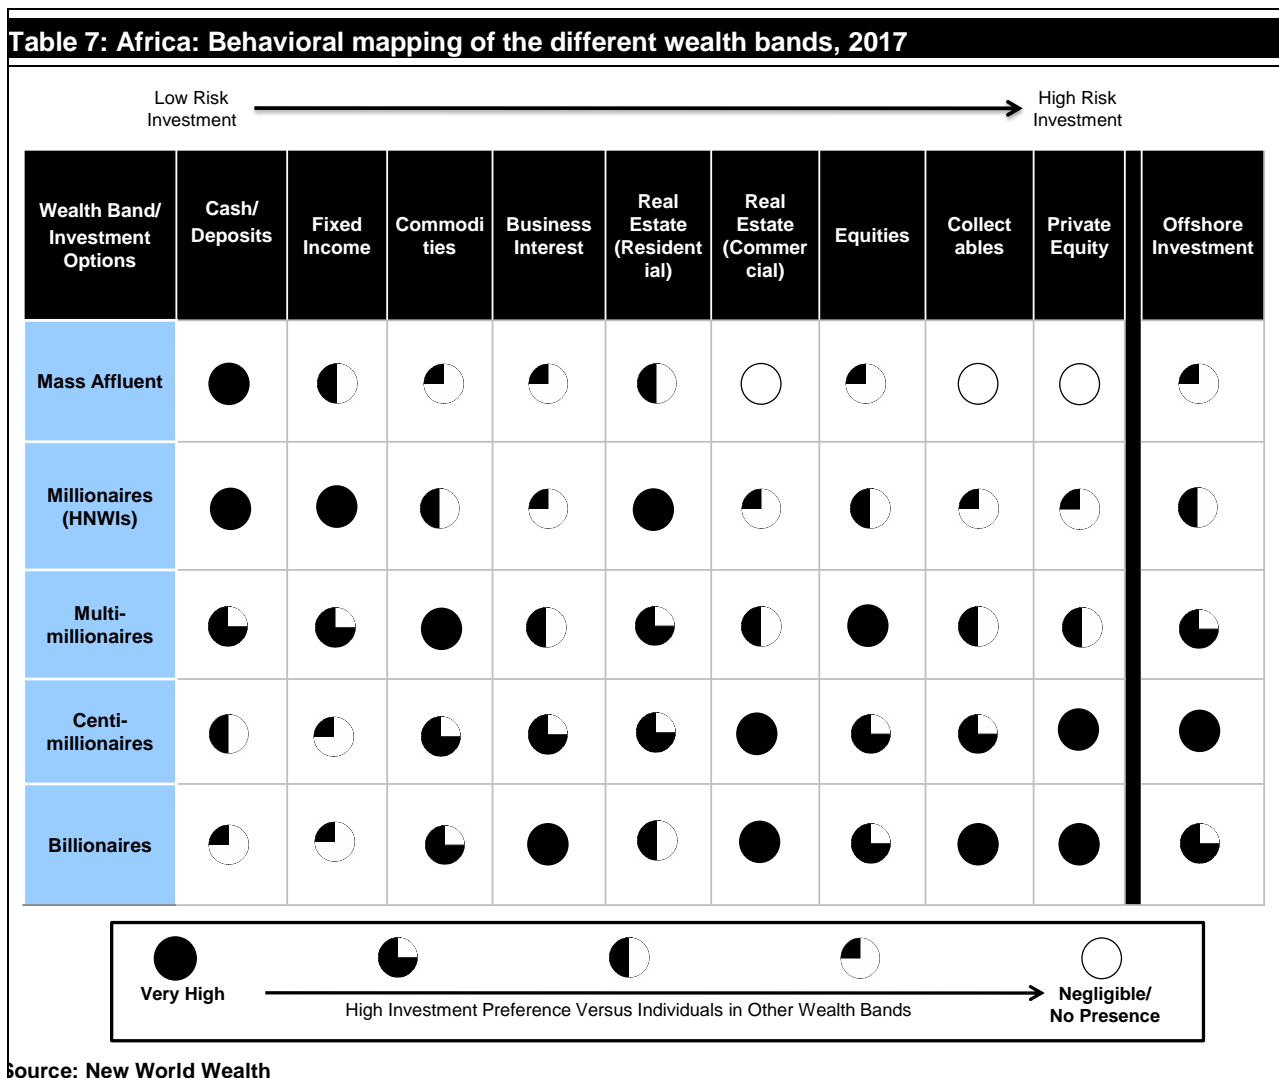 Table 7: Africa: Behavioral mapping of the different wealth bands, 2017
Low Risk
Investment
High Risk
Investment
Wealth Band/
Investment
Options
Cash/
Deposits
Fixed
Income
Commodi
ties
Business
Interest
Real
Estate
(Resident
ial)
Real
Estate
(Commer
cial)
Equities
Collect
ables
Private
Equity
Offshore
Investment
Mass Affluent
Millionaires
(HNWIs)
Multi-
millionaires
Centi-
millionaires
Billionaires
Very High
High Investment Preference Versus Individuals in Other Wealth Bands
Negligible/
No Presence
Source: New World Wealth